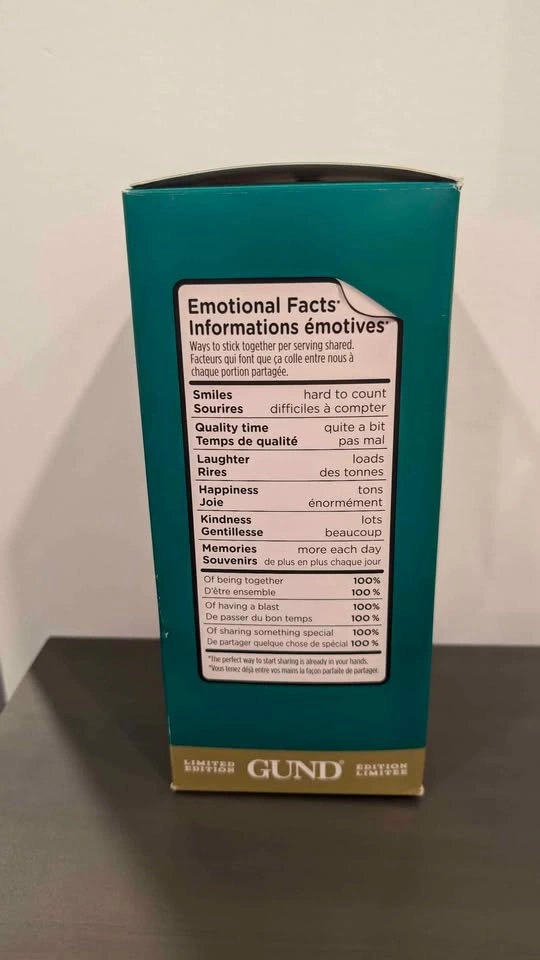 Emotional Facts*
Informations émotives*
Ways to stick together per serving shared.
Facteurs qui font que ça colle entre nous à
chaque portion partagée.
Smiles hard to count
Sourires difficiles à compter
Quality time quite a bit
Temps de qualité pas mal
Laughter loads
Rires des tonnes
Happiness tons
Joie énormément
Kindness lots
Gentillesse beaucoup
Memories more each day
Souvenirs de plus en plus chaque jour
Of being together 100%
D'être ensemble 100 %
Of having a blast 100%
De passer du bon temps 100 %
Of sharing something special 100%
De partager quelque chose de spécial 100 %
*The perfect way to start sharing is already in your hands.
*Vous tenez déjà entre vos mains la façon parfaite de partager.
LIMITED
EDITION
GUND®
EDITION
LIMITEE